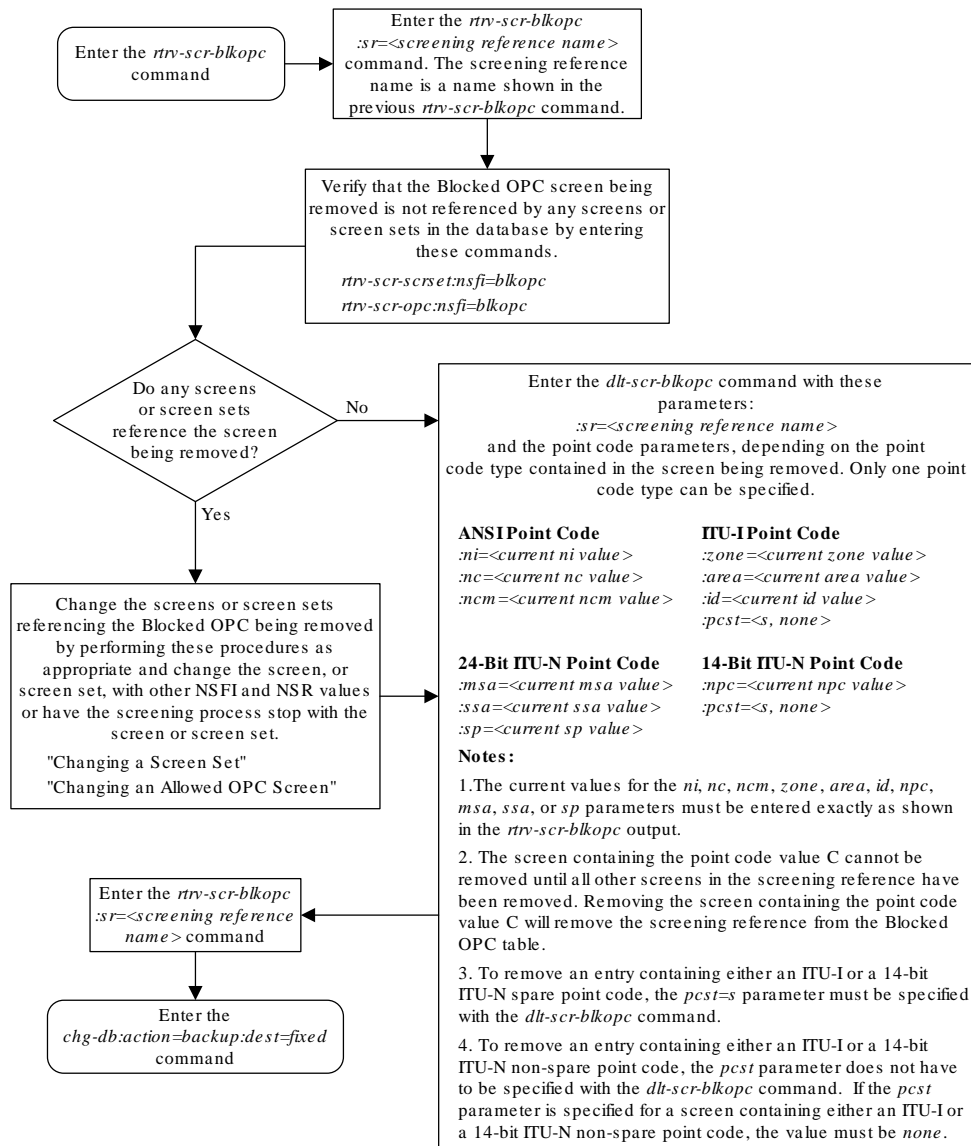 Enter the rtrv-scr-blkopc
command
Enter the rtrv-scr-blkopc
:sr=<screening reference name>
command. The screening reference
name is a name shown in the
previous rtrv-scr-blkopc command.
Verify that the Blocked OPC screen being
removed is not referenced by any screens or
screen sets in the database by entering
these commands.
rtrv-scr-scrset:nsfi=blkopc
rtrv-scr-opc:nsfi=blkopc
Do any screens
or screen sets
reference the screen
being removed?
No
Yes
Change the screens or screen sets
referencing the Blocked OPC being removed
by performing these procedures as
appropriate and change the screen, or
screen set, with other NSFI and NSR values
or have the screening process stop with the
screen or screen set.
"Changing a Screen Set"
"Changing an Allowed OPC Screen"
Enter the dlt-scr-blkopc command with these
parameters:
:sr=<screening reference name>
and the point code parameters, depending on the point
code type contained in the screen being removed. Only one point
code type can be specified.
ANSI Point Code
:ni=<current ni value>
:nc=<current nc value>
:ncm=<current ncm value>
ITU-I Point Code
:zone=<current zone value>
:area=<current area value>
:id=<current id value>
:pcst=<s, none>
24-Bit ITU-N Point Code
:msa=<current msa value>
:ssa=<current ssa value>
:sp=<current sp value>
14-Bit ITU-N Point Code
:npc=<current npc value>
:pcst=<s, none>
Notes:
1.The current values for the ni, nc, ncm, zone, area, id, npc,
msa, ssa, or sp parameters must be entered exactly as shown
in the rtrv-scr-blkopc output.
2. The screen containing the point code value C cannot be
removed until all other screens in the screening reference have
been removed. Removing the screen containing the point code
value C will remove the screening reference from the Blocked
OPC table.
3. To remove an entry containing either an ITU-I or a 14-bit
ITU-N spare point code, the pcst=s parameter must be specified
with the dlt-scr-blkopc command.
4. To remove an entry containing either an ITU-I or a 14-bit
ITU-N non-spare point code, the pcst parameter does not have
to be specified with the dlt-scr-blkopc command. If the pcst
parameter is specified for a screen containing either an ITU-I or
a 14-bit ITU-N non-spare point code, the value must be none.
Enter the rtrv-scr-blkopc
:sr=<screening reference
name> command
Enter the
chg-db:action=backup:dest=fixed
command